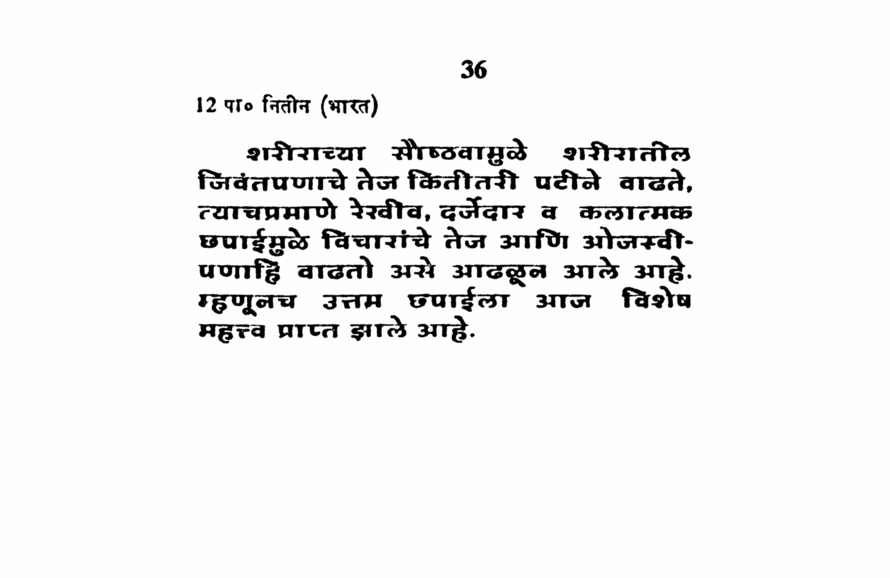 36
12 पा० नितीन (भारत)
शरीराच्या सौष्ठवामुळे शरीरातील
जिवंतपणाचे तेज कितीतरी पटीने वाढते,
त्याचप्रमाणे रेखीव, दर्जेदार व कलात्मक
छपाईमुळे विचारांचे तेज आणि ओजस्वी-
पणाहि वाढतो असे आढळून आले आहे.
म्हणूनच उत्तम छपाईला आज विशेष
महत्त्व प्राप्त झाले आहे.